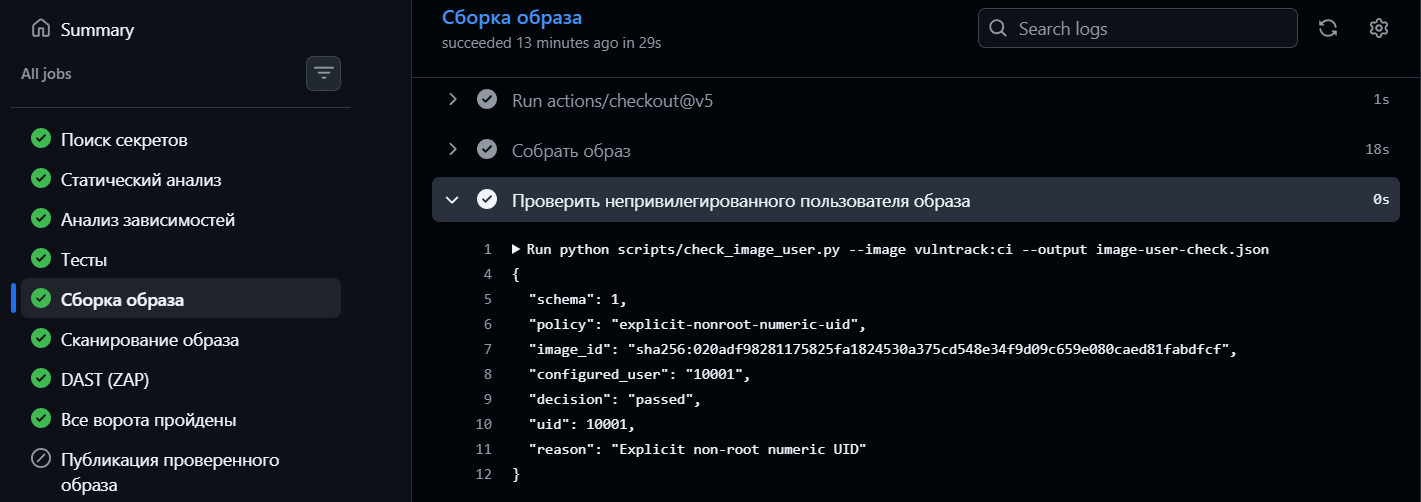 Summary
All jobs
Поиск секретов
Статический анализ
Анализ зависимостей
Тесты
Сборка образа
Сканирование образа
DAST (ZAP)
Все ворота пройдены
Публикация проверенного
образа
Сборка образа
succeeded 13 minutes ago in 29s
Search logs
Run actions/checkout@v5 1s
Собрать образ 18s
Проверить непривилегированного пользователя образа 0s
1 Run python scripts/check_image_user.py --image vulntrack:ci --output image-user-check.json
4 {
5 "schema": 1,
6 "policy": "explicit-nonroot-numeric-uid",
7 "image_id": "sha256:020adf98281175825fa1824530a375cd548e34f9d09c659e080caed81fabdfcf",
8 "configured_user": "10001",
9 "decision": "passed",
10 "uid": 10001,
11 "reason": "Explicit non-root numeric UID"
12 }